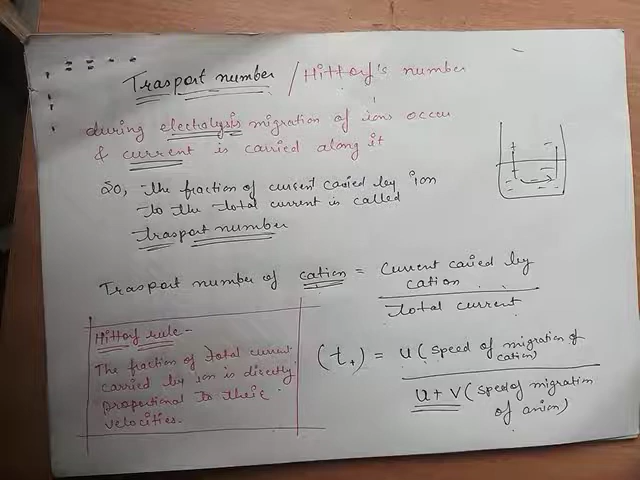 Trasport number / Hittorf's number
during electralysis migration of ions occur
& current is carried along it
So, the fraction of current caried by ion
to the total current is called
trasport number
Trasport number of cation = current caried by cation / total current
Hittorf rule-
The fraction of total current
carried by ion is directly
proportional to their
velocities.
(t+) = u (speed of migration of cation)
u + v (speed of migration
of anion)